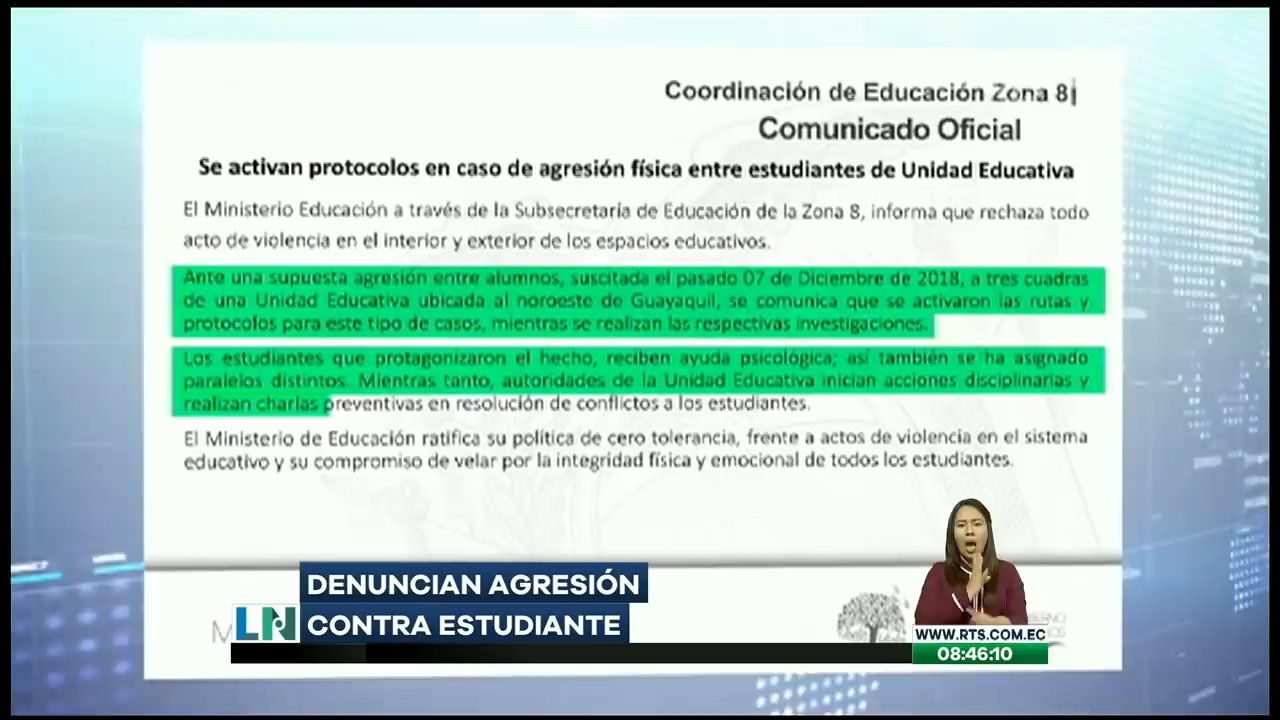 Coordinación de Educación Zona 8
Comunicado Oficial
Se activan protocolos en caso de agresión física entre estudiantes de Unidad Educativa
El Ministerio Educación a través de la Subsecretaría de Educación de la Zona 8, informa que rechaza todo
acto de violencia en el interior y exterior de los espacios educativos.
Ante una supuesta agresión entre alumnos, suscitada el pasado 07 de Diciembre de 2018, a tres cuadras
de una Unidad Educativa ubicada al noroeste de Guayaquil, se comunica que se activaron las rutas y
protocolos para este tipo de casos, mientras se realizan las respectivas investigaciones.
Los estudiantes que protagonizaron el hecho, reciben ayuda psicológica; así también se ha asignado
paralelos distintos. Mientras tanto, autoridades de la Unidad Educativa inician acciones disciplinarias y
realizan charlas preventivas en resolución de conflictos a los estudiantes.
El Ministerio de Educación ratifica su política de cero tolerancia, frente a actos de violencia en el sistema
educativo y su compromiso de velar por la integridad física y emocional de todos los estudiantes.
DENUNCIAN AGRESIÓN
LN CONTRA ESTUDIANTE
WWW.RTS.COM.EC
08:46:10